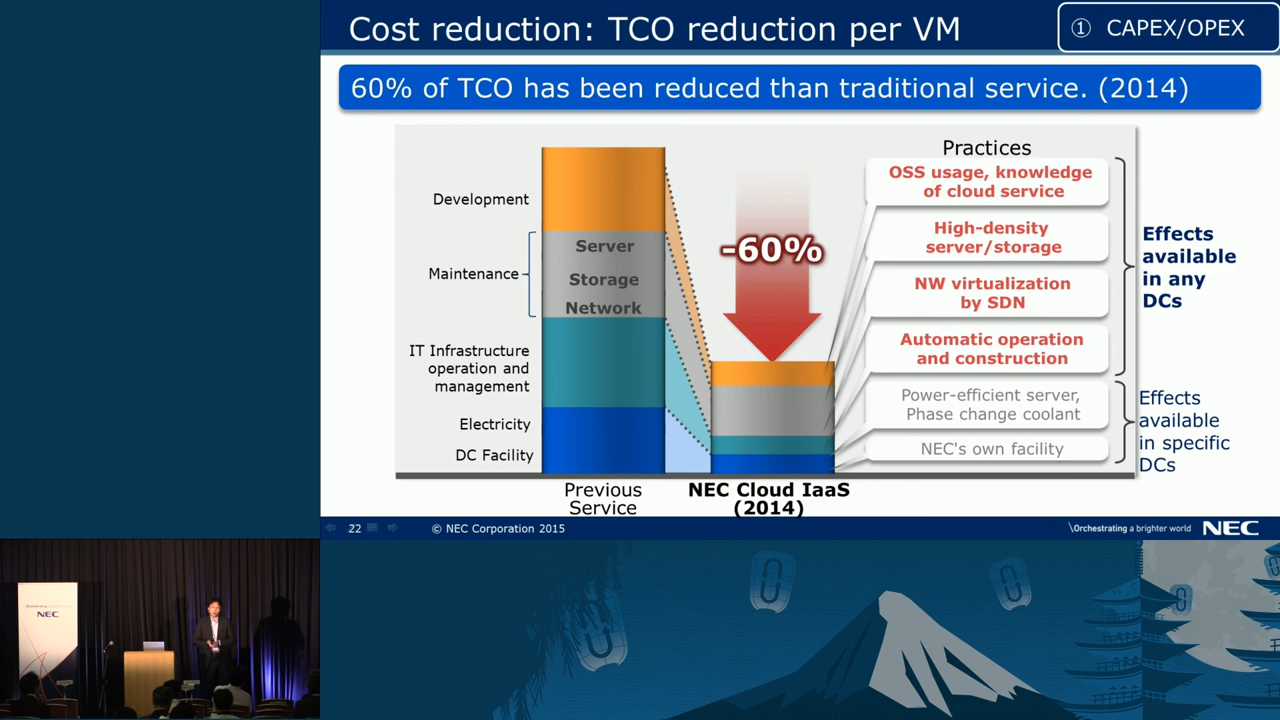 Cost reduction: TCO reduction per VM
① CAPEX/OPEX
60% of TCO has been reduced than traditional service. (2014)
Practices
Development
Maintenance
IT Infrastructure
operation and
management
Electricity
DC Facility
Server
Storage
Network
-60%
OSS usage, knowledge
of cloud service
High-density
server/storage
NW virtualization
by SDN
Automatic operation
and construction
Power-efficient server,
Phase change coolant
NEC's own facility
Effects
available
in any
DCs
Effects
available
in specific
DCs
Previous
Service
NEC Cloud IaaS
(2014)
22
© NEC Corporation 2015
\Orchestrating a brighter world
NEC
NEC